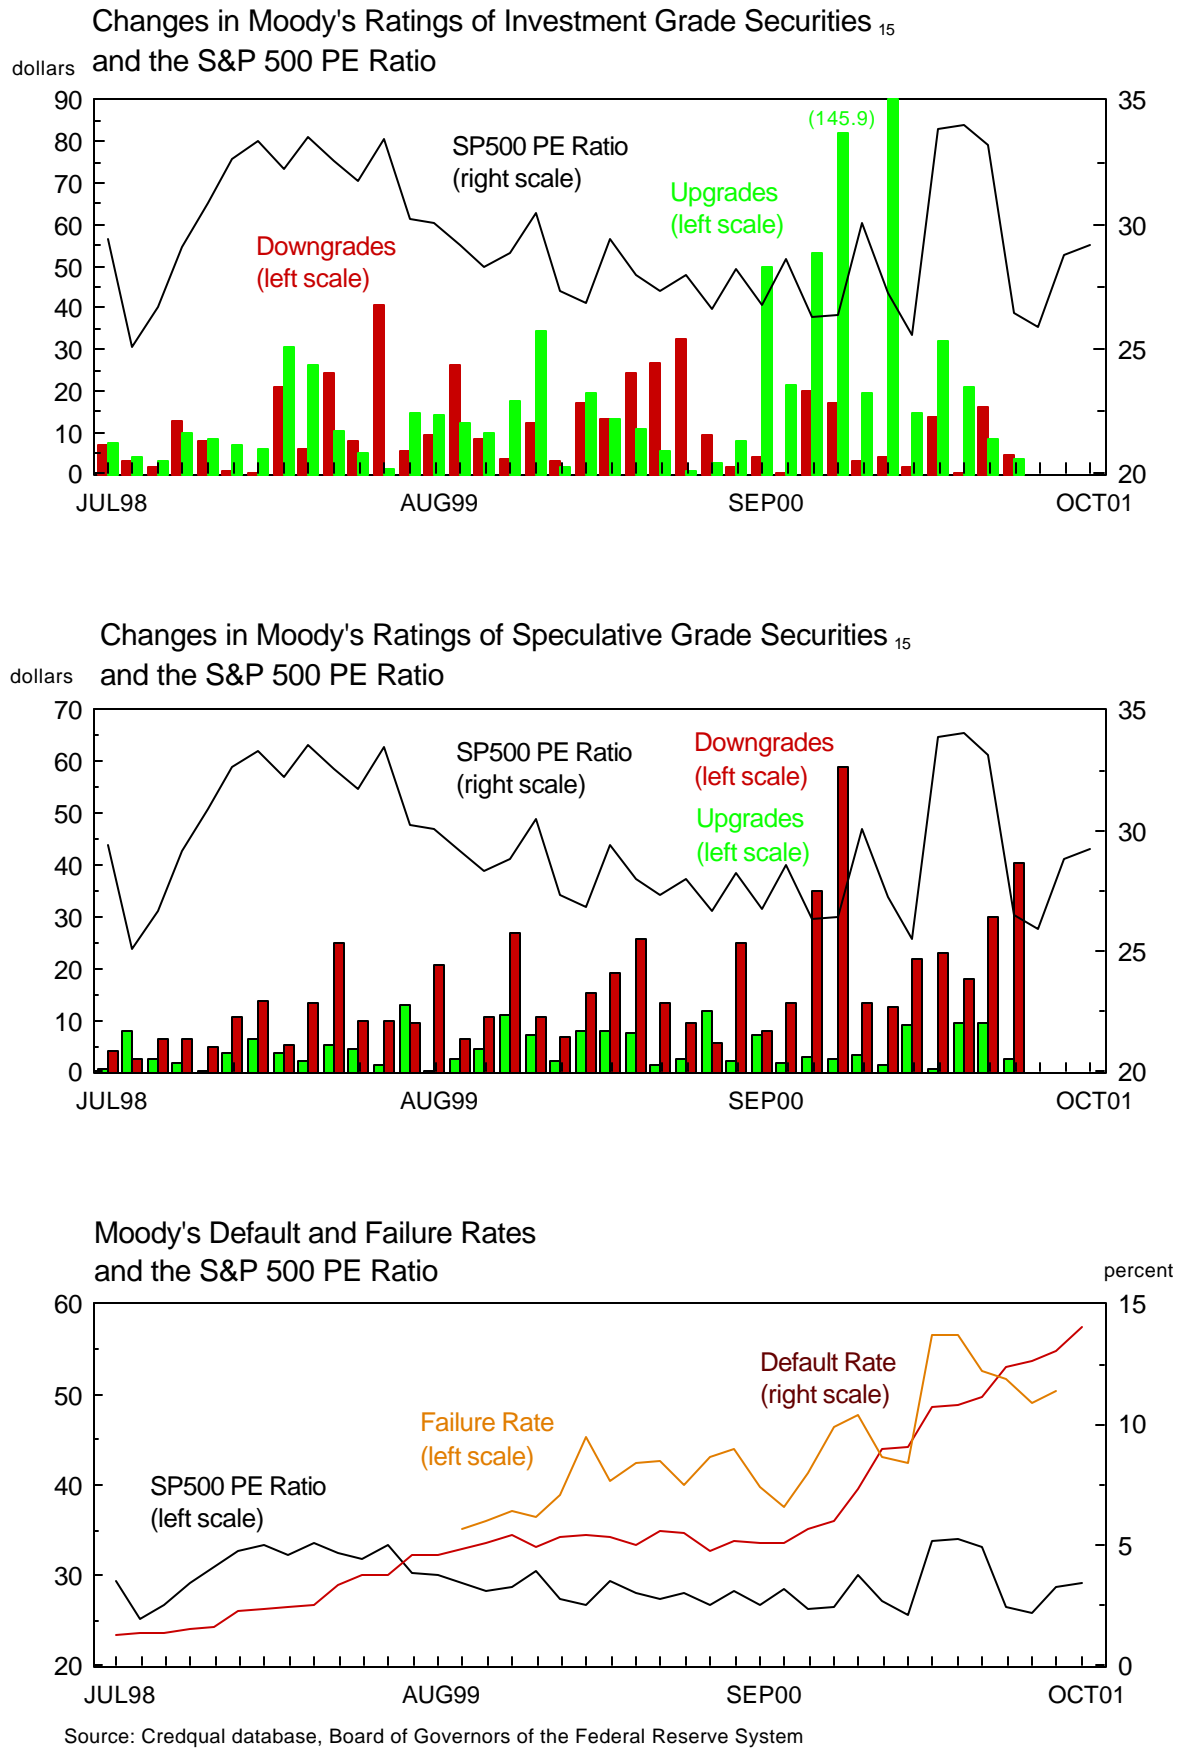 Changes in Moody's Ratings of Investment Grade Securities 15
dollars and the S&P 500 PE Ratio
90 35
(145.9)
80
SP500 PE Ratio
(right scale)
70
Upgrades
(left scale)
60 30
Downgrades
(left scale)
50
40
30 25
20
10
0 20
JUL98 AUG99 SEP00 OCT01
Changes in Moody's Ratings of Speculative Grade Securities 15
dollars and the S&P 500 PE Ratio
70 35
SP500 PE Ratio
(right scale)
Downgrades
(left scale)
60
50 30
Upgrades
(left scale)
40
30
25
20
10
0 20
JUL98 AUG99 SEP00 OCT01
Moody's Default and Failure Rates
and the S&P 500 PE Ratio
percent
60 15
Default Rate
(right scale)
50
10
Failure Rate
(left scale)
40
SP500 PE Ratio
(left scale)
5
30
20 0
JUL98 AUG99 SEP00 OCT01
Source: Credqual database, Board of Governors of the Federal Reserve System